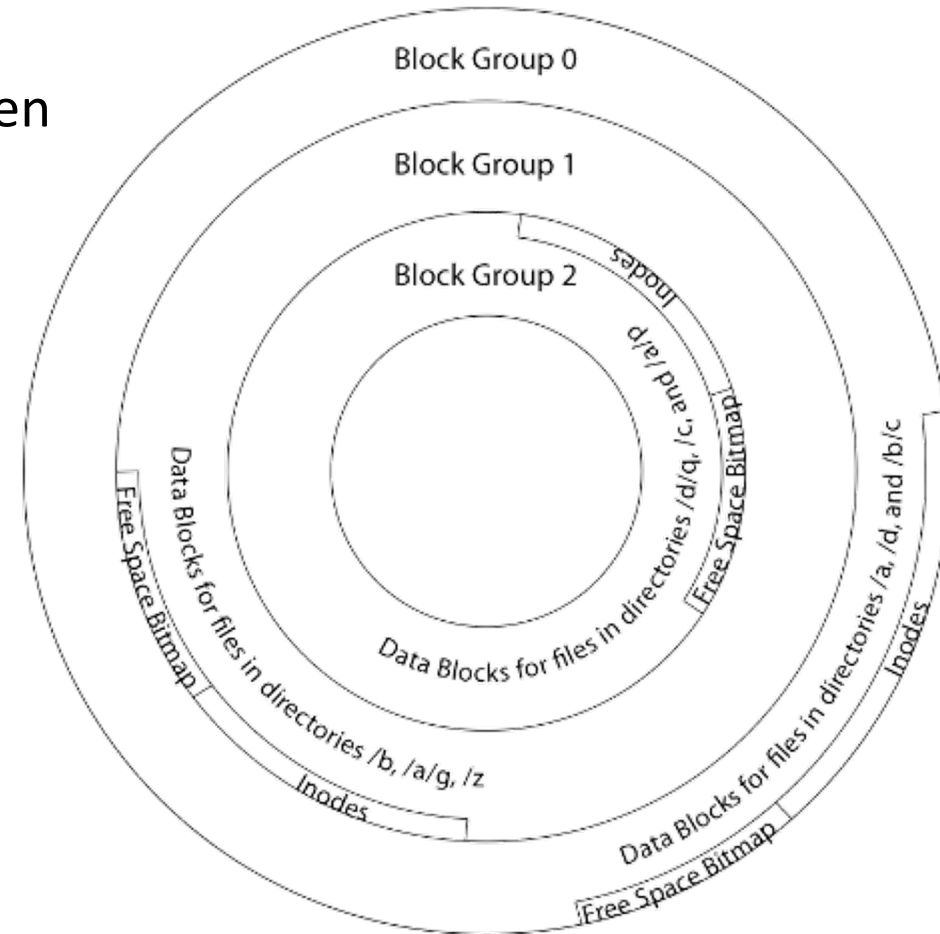 en
Block Group 0
Block Group 1
Block Group 2
Inodes
Free Space Bitmap
Data Blocks for files in directories /d/q, /c, and /a/p
Data Blocks for files in directories /b, /a/g, /z
Free Space Bitmap
Inodes
Data Blocks for files in directories /a, /d, and /b/c
Inodes
Free Space Bitmap